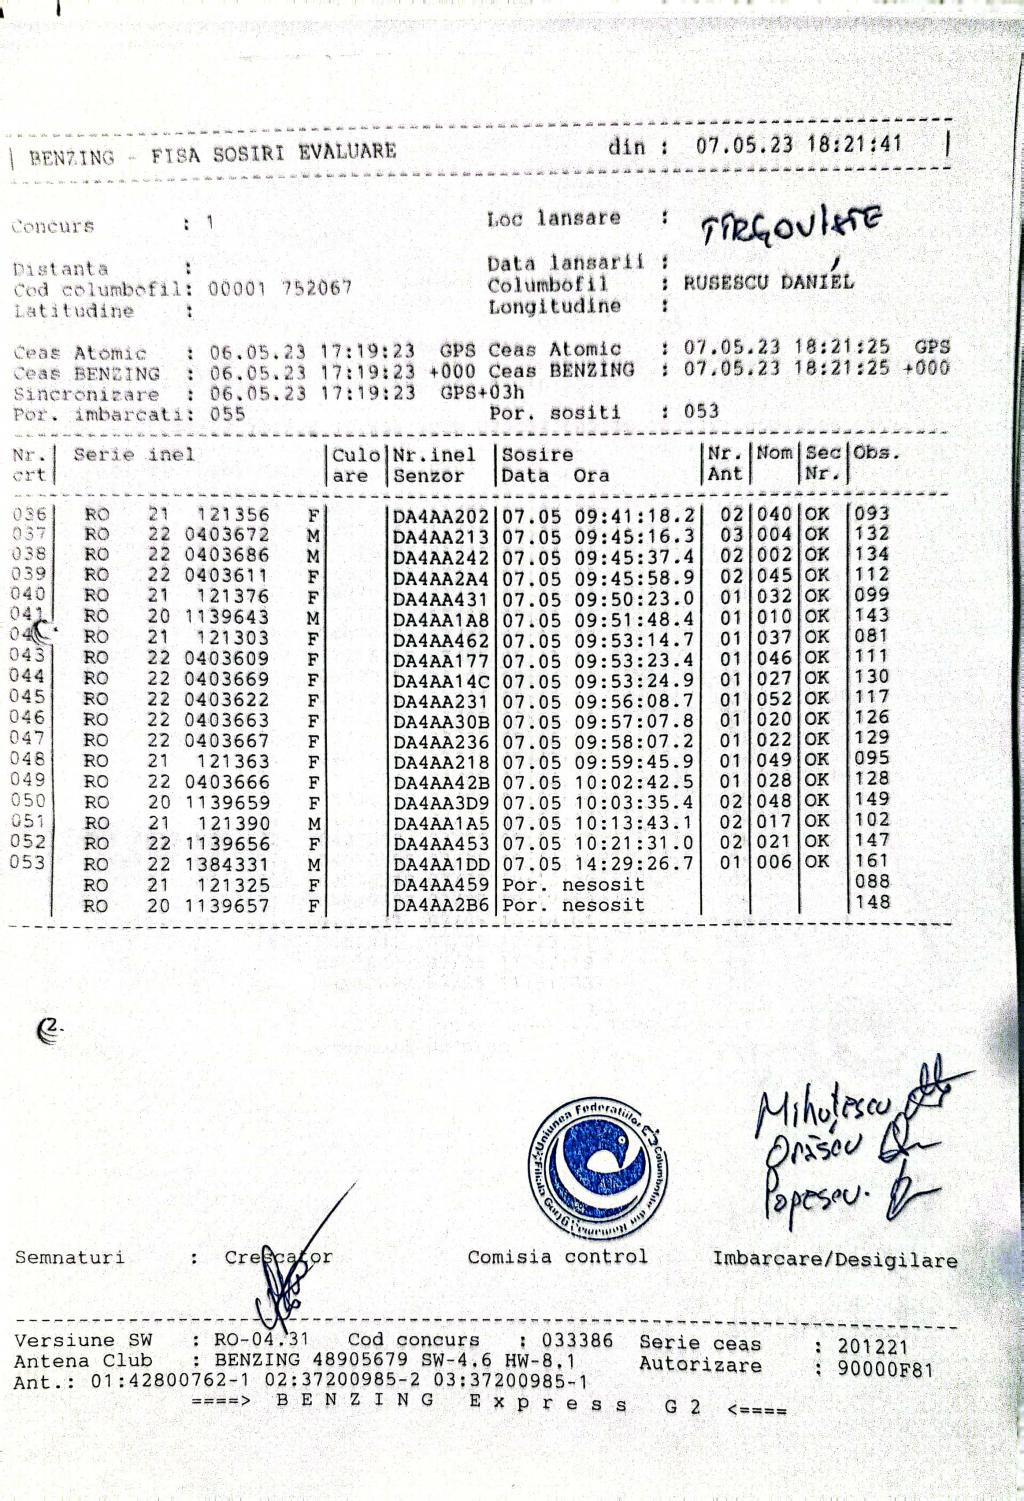 BENZING - FISA SOSIRI EVALUARE din : 07.05.23 18:21:41
Concurs : 1 Loc lansare : TÎRGOVIȘTE
Distanta : Data lansarii :
Cod columbofil: 00001 752067 Columbofil : RUSESCU DANIEL
Latitudine : Longitudine :
Ceas Atomic : 06.05.23 17:19:23 GPS Ceas Atomic : 07.05.23 18:21:25 GPS
Ceas BENZING : 06.05.23 17:19:23 +000 Ceas BENZING : 07.05.23 18:21:25 +000
Sincronizare : 06.05.23 17:19:23 GPS+03h
Por. imbarcati: 055 Por. sositi : 053
Nr. Serie inel Culo Nr.inel Sosire Nr. Nom Sec Obs.
crt are Senzor Data Ora Ant Nr.
036 RO 21 121356 F DA4AA202 07.05 09:41:18.2 02 040 OK 093
037 RO 22 0403672 M DA4AA213 07.05 09:45:16.3 03 004 OK 132
038 RO 22 0403686 M DA4AA242 07.05 09:45:37.4 02 002 OK 134
039 RO 22 0403611 F DA4AA2A4 07.05 09:45:58.9 02 045 OK 112
040 RO 21 121376 F DA4AA431 07.05 09:50:23.0 01 032 OK 099
041 RO 20 1139643 M DA4AA1A8 07.05 09:51:48.4 01 010 OK 143
RO 21 121303 F DA4AA462 07.05 09:53:14.7 01 037 OK 081
043 RO 22 0403609 F DA4AA177 07.05 09:53:23.4 01 046 OK 111
044 RO 22 0403669 F DA4AA14C 07.05 09:53:24.9 01 027 OK 130
045 RO 22 0403622 F DA4AA231 07.05 09:56:08.7 01 052 OK 117
046 RO 22 0403663 F DA4AA30B 07.05 09:57:07.8 01 020 OK 126
047 RO 22 0403667 F DA4AA236 07.05 09:58:07.2 01 022 OK 129
048 RO 21 121363 F DA4AA218 07.05 09:59:45.9 01 049 OK 095
049 RO 22 0403666 F DA4AA42B 07.05 10:02:42.5 01 028 OK 128
050 RO 20 1139659 F DA4AA3D9 07.05 10:03:35.4 02 048 OK 149
051 RO 21 121390 M DA4AA1A5 07.05 10:13:43.1 02 017 OK 102
052 RO 22 1139656 F DA4AA453 07.05 10:21:31.0 02 021 OK 147
053 RO 22 1384331 M DA4AA1DD 07.05 14:29:26.7 01 006 OK 161
RO 21 121325 F DA4AA459 Por. nesosit 088
RO 20 1139657 F DA4AA2B6 Por. nesosit 148
2.
Mihuțescu
Orășcu
Popescu.
Uniunea Federatiilor Columbofile din
Semnaturi : Crescator Comisia control Imbarcare/Desigilare
Versiune SW : RO-04.31 Cod concurs : 033386 Serie ceas : 201221
Antena Club : BENZING 48905679 SW-4.6 HW-8.1 Autorizare : 90000F81
Ant.: 01:42800762-1 02:37200985-2 03:37200985-1
====> B E N Z I N G E x p r e s s G 2 <====